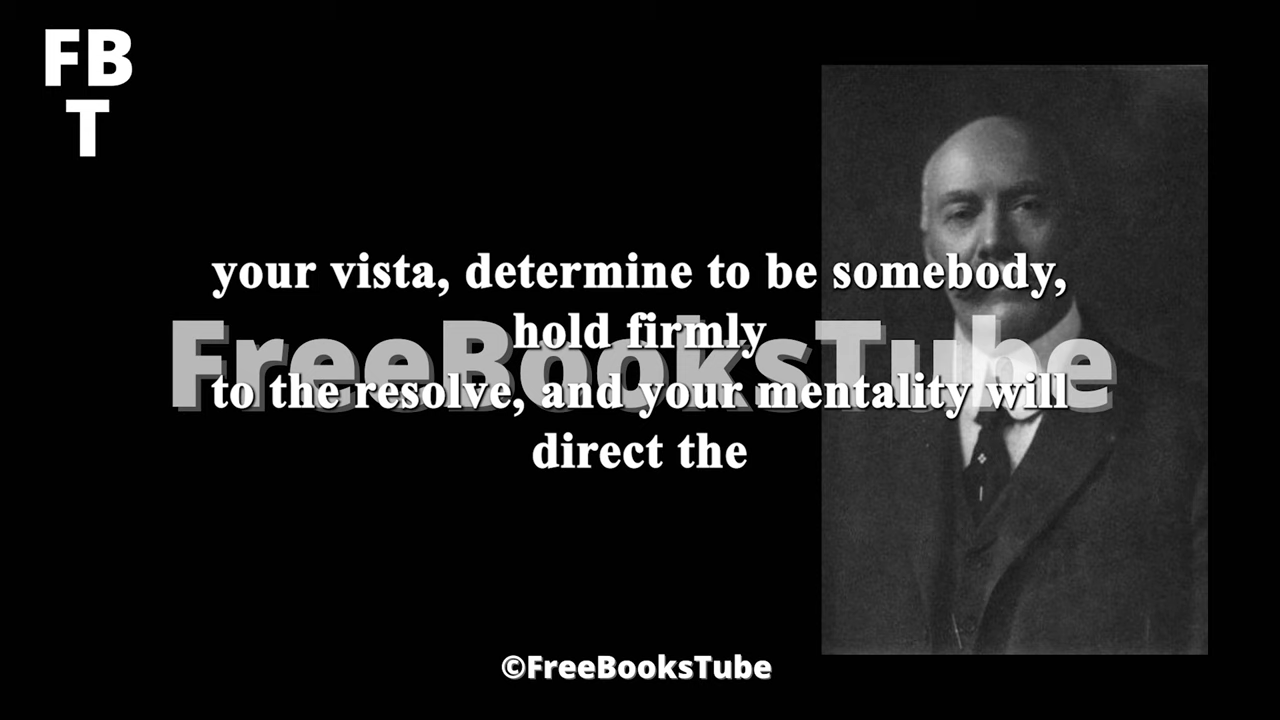 FB
T
your vista, determine to be somebody,
hold firmly
FreeBooksTube
to the resolve, and your mentality will
direct the
©FreeBooksTube